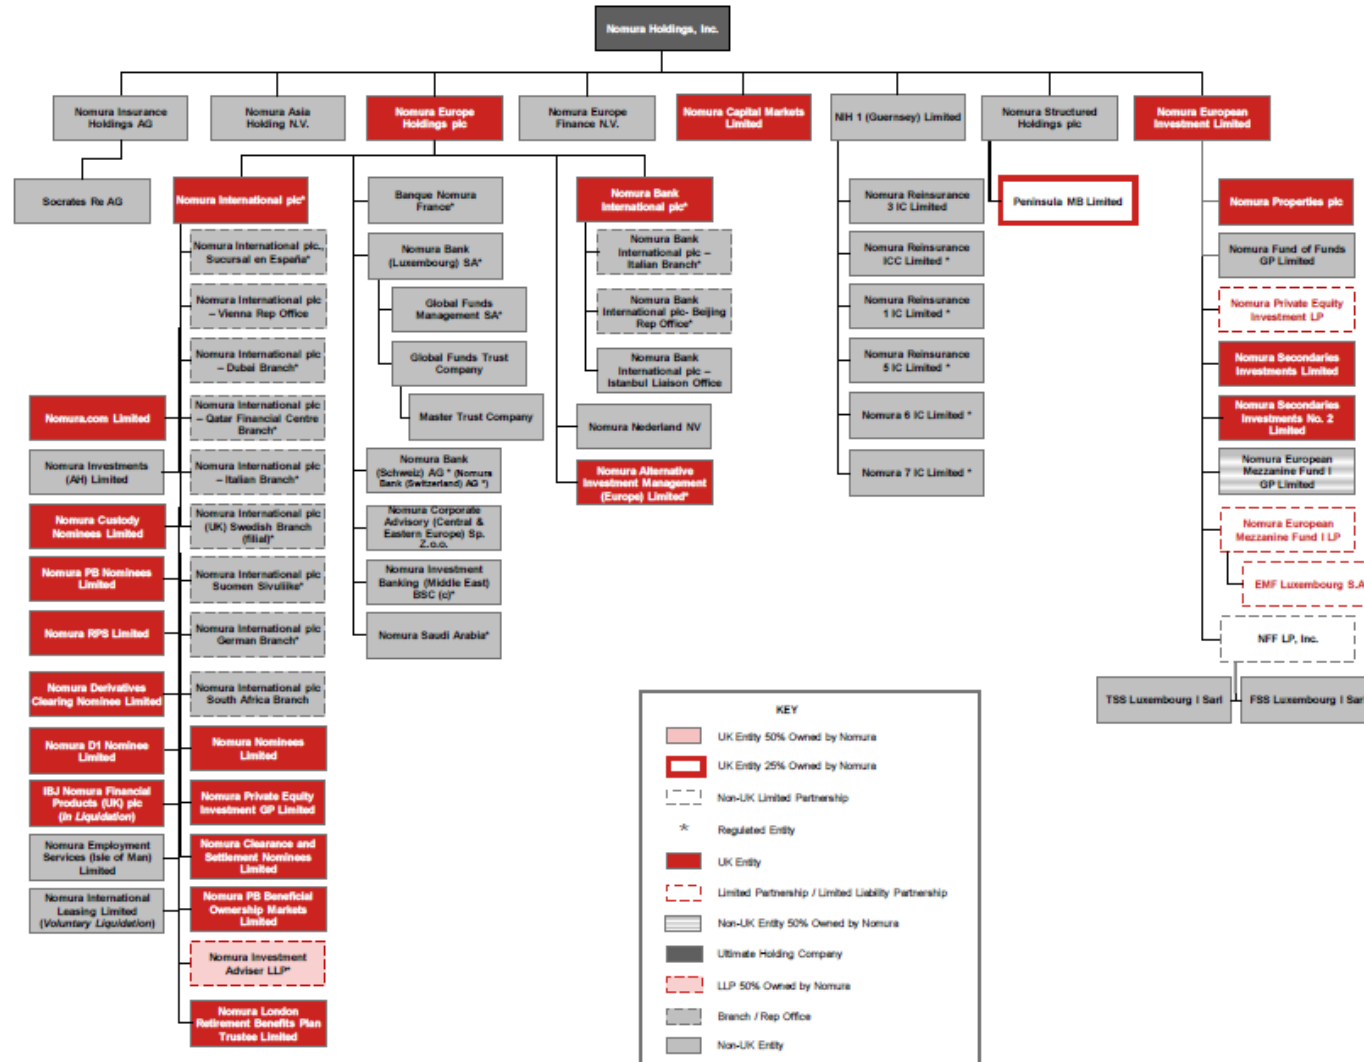 Nomura Holdings, Inc.
Nomura Insurance
Holdings AG
Nomura Asia
Holding N.V.
Nomura Europe
Holdings plc
Nomura Europe
Finance N.V.
Nomura Capital Markets
Limited
NIH 1 (Guernsey) Limited
Nomura Structured
Holdings plc
Nomura European
Investment Limited
Socrates Re AG
Nomura International plc*
Nomura International plc.
Sucursal en España*
Nomura International plc
– Vienna Rep Office
Nomura International plc
– Dubai Branch*
Nomura International plc
– Qatar Financial Centre
Branch*
Nomura International plc
– Italian Branch*
Nomura International plc
(UK) Swedish Branch
(filial)*
Nomura International plc
Suomen Sivuliike*
Nomura International plc
German Branch*
Nomura International plc
South Africa Branch
Nomura Nominees
Limited
Nomura Private Equity
Investment GP Limited
Nomura Clearance and
Settlement Nominees
Limited
Nomura PB Beneficial
Ownership Markets
Limited
Nomura Investment
Adviser LLP*
Nomura London
Retirement Benefits Plan
Trustee Limited
Nomura.com Limited
Nomura Investments
(AH) Limited
Nomura Custody
Nominees Limited
Nomura PB Nominees
Limited
Nomura RPS Limited
Nomura Derivatives
Clearing Nominee Limited
Nomura D1 Nominee
Limited
IBJ Nomura Financial
Products (UK) plc
(In Liquidation)
Nomura Employment
Services (Isle of Man)
Limited
Nomura International
Leasing Limited
(Voluntary Liquidation)
Banque Nomura
France*
Nomura Bank
(Luxembourg) SA*
Global Funds
Management SA*
Global Funds Trust
Company
Master Trust Company
Nomura Bank
(Schweiz) AG * (Nomura
Bank (Switzerland) AG *)
Nomura Corporate
Advisory (Central &
Eastern Europe) Sp.
Z.o.o.
Nomura Investment
Banking (Middle East)
BSC (c)*
Nomura Saudi Arabia*
Nomura Bank
International plc*
Nomura Bank
International plc –
Italian Branch*
Nomura Bank
International plc- Beijing
Rep Office*
Nomura Bank
International plc –
Istanbul Liaison Office
Nomura Nederland NV
Nomura Alternative
Investment Management
(Europe) Limited*
Nomura Reinsurance
3 IC Limited
Nomura Reinsurance
ICC Limited *
Nomura Reinsurance
1 IC Limited *
Nomura Reinsurance
5 IC Limited *
Nomura 6 IC Limited *
Nomura 7 IC Limited *
Peninsula MB Limited
Nomura Properties plc
Nomura Fund of Funds
GP Limited
Nomura Private Equity
Investment LP
Nomura Secondaries
Investments Limited
Nomura Secondaries
Investments No. 2
Limited
Nomura European
Mezzanine Fund I
GP Limited
Nomura European
Mezzanine Fund I LP
EMF Luxembourg S.A
NFF LP, Inc.
TSS Luxembourg I Sarl
FSS Luxembourg I Sarl
KEY
UK Entity 50% Owned by Nomura
UK Entity 25% Owned by Nomura
Non-UK Limited Partnership
* Regulated Entity
UK Entity
Limited Partnership / Limited Liability Partnership
Non-UK Entity 50% Owned by Nomura
Ultimate Holding Company
LLP 50% Owned by Nomura
Branch / Rep Office
Non-UK Entity